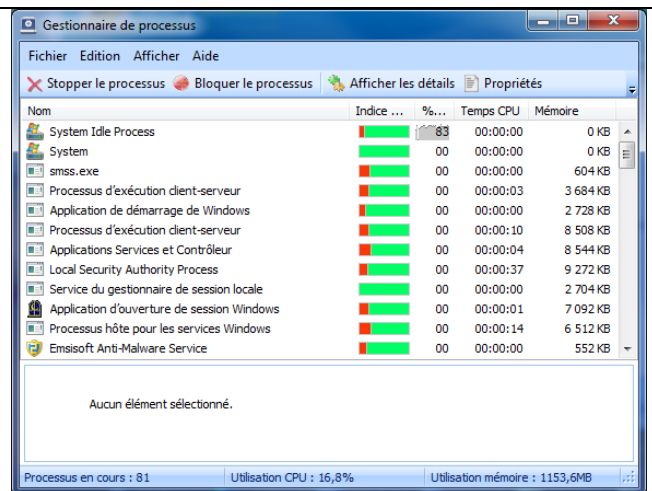 Gestionnaire de processus
Fichier Edition Afficher Aide
Stopper le processus Bloquer le processus Afficher les détails Propriétés
Nom Indice ... %... Temps CPU Mémoire
System Idle Process 83 00:00:00 0 KB
System 00 00:00:00 0 KB
smss.exe 00 00:00:00 604 KB
Processus d'exécution client-serveur 00 00:00:03 3 684 KB
Application de démarrage de Windows 00 00:00:00 2 728 KB
Processus d'exécution client-serveur 00 00:00:10 8 508 KB
Applications Services et Contrôleur 00 00:00:04 8 544 KB
Local Security Authority Process 00 00:00:37 9 272 KB
Service du gestionnaire de session locale 00 00:00:00 2 704 KB
Application d'ouverture de session Windows 00 00:00:01 7 092 KB
Processus hôte pour les services Windows 00 00:00:14 6 512 KB
Emsisoft Anti-Malware Service 00 00:00:00 552 KB
Aucun élément sélectionné.
Processus en cours : 81 Utilisation CPU : 16,8% Utilisation mémoire : 1153,6MB